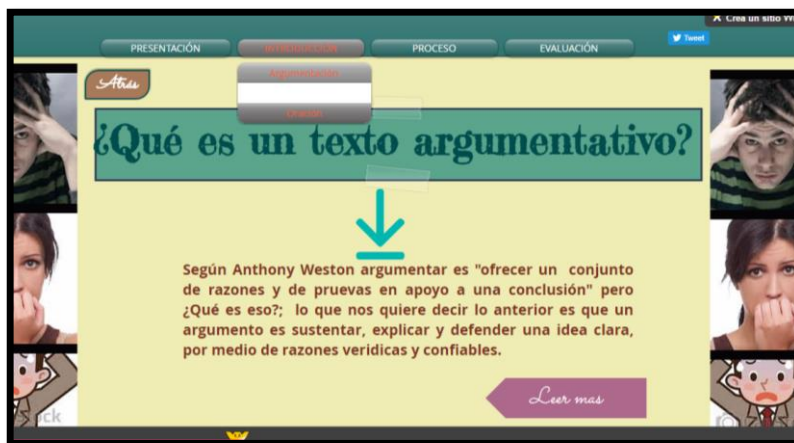 Crea un sitio W
Tweet
PRESENTACIÓN
INTRODUCCIÓN
PROCESO
EVALUACIÓN
Atrás
Argumentación
Opinión
¿Qué es un texto argumentativo?
Según Anthony Weston argumentar es "ofrecer un conjunto
de razones y de pruebas en apoyo a una conclusión" pero
¿Qué es eso?; lo que nos quiere decir lo anterior es que un
argumento es sustentar, explicar y defender una idea clara,
por medio de razones veridicas y confiables.
Leer mas